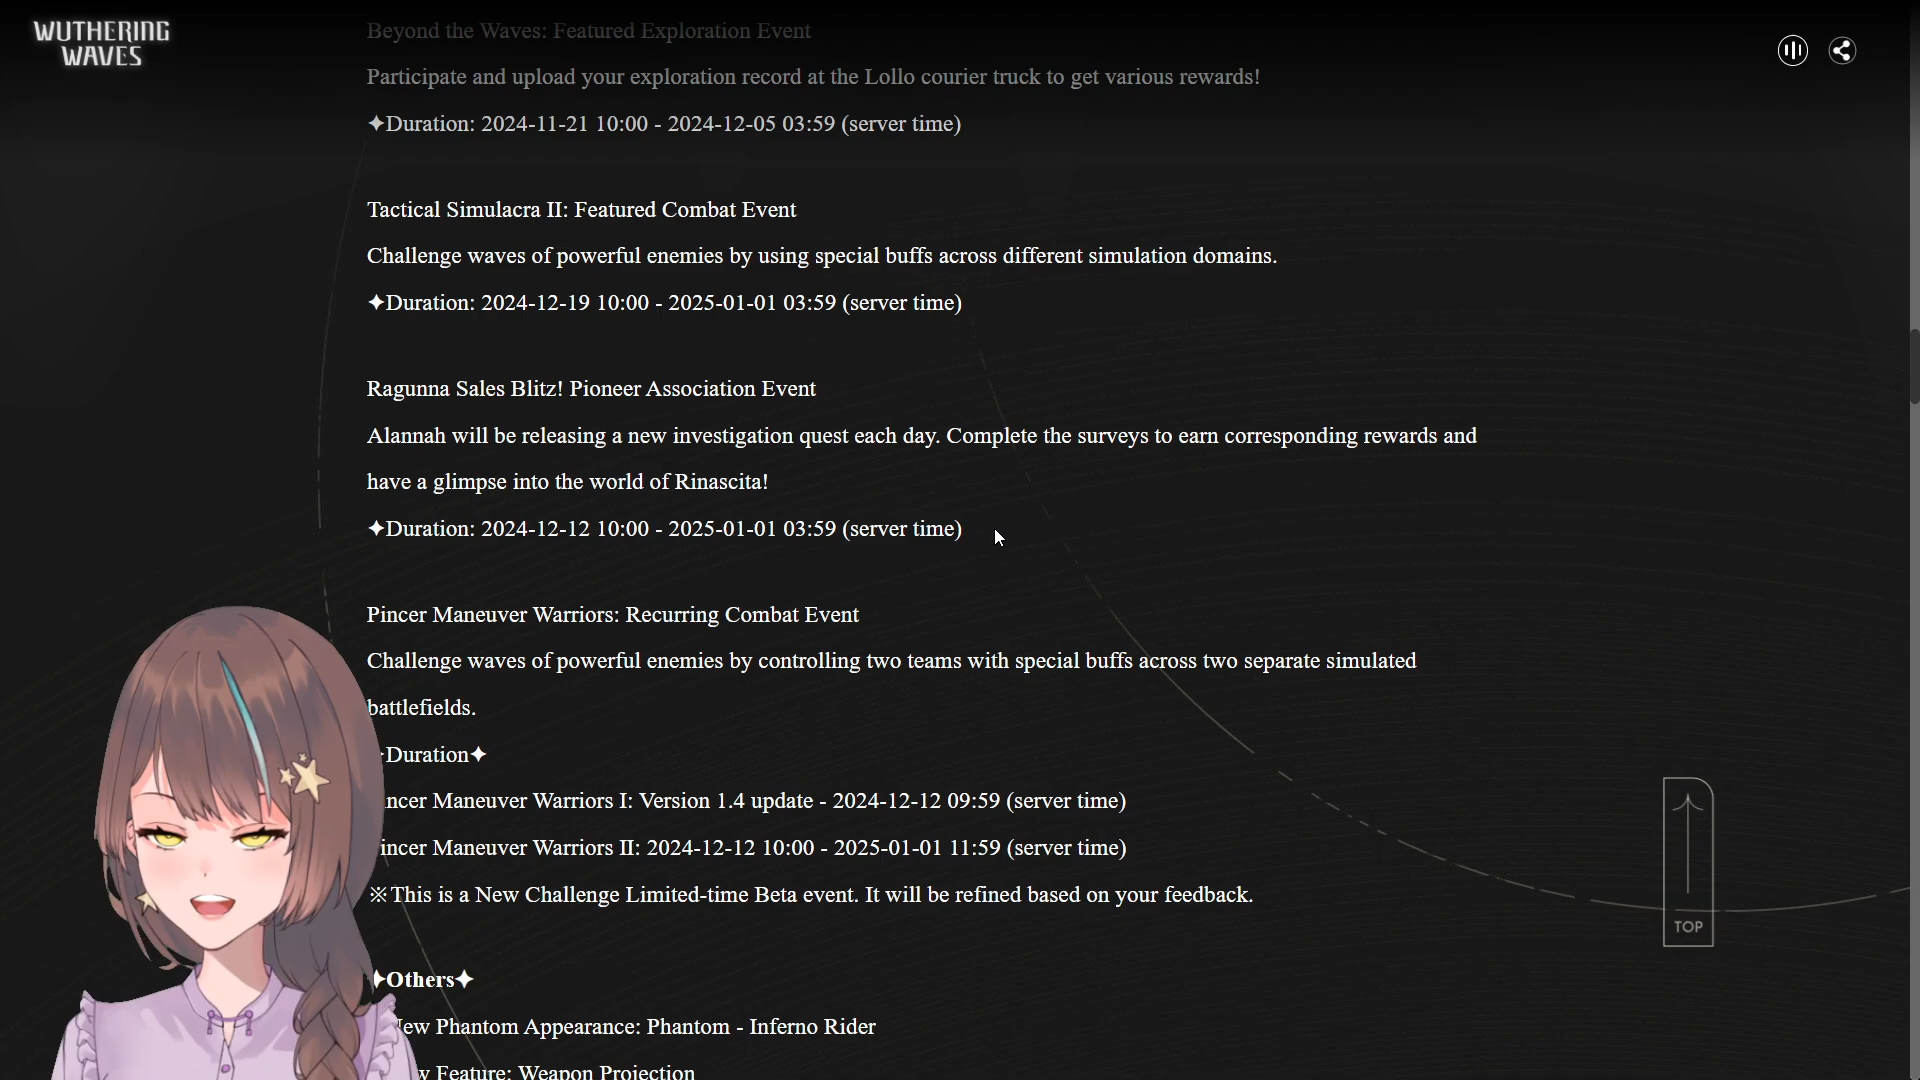 WUTHERING
WAVES
Beyond the Waves: Featured Exploration Event
Participate and upload your exploration record at the Lollo courier truck to get various rewards!
✦Duration: 2024-11-21 10:00 - 2024-12-05 03:59 (server time)
Tactical Simulacra II: Featured Combat Event
Challenge waves of powerful enemies by using special buffs across different simulation domains.
✦Duration: 2024-12-19 10:00 - 2025-01-01 03:59 (server time)
Ragunna Sales Blitz! Pioneer Association Event
Alannah will be releasing a new investigation quest each day. Complete the surveys to earn corresponding rewards and
have a glimpse into the world of Rinascita!
✦Duration: 2024-12-12 10:00 - 2025-01-01 03:59 (server time)
Pincer Maneuver Warriors: Recurring Combat Event
Challenge waves of powerful enemies by controlling two teams with special buffs across two separate simulated
battlefields.
✦Duration✦
incer Maneuver Warriors I: Version 1.4 update - 2024-12-12 09:59 (server time)
incer Maneuver Warriors II: 2024-12-12 10:00 - 2025-01-01 11:59 (server time)
※This is a New Challenge Limited-time Beta event. It will be refined based on your feedback.
TOP
✦Others✦
ew Phantom Appearance: Phantom - Inferno Rider
w Feature: Weapon Projection